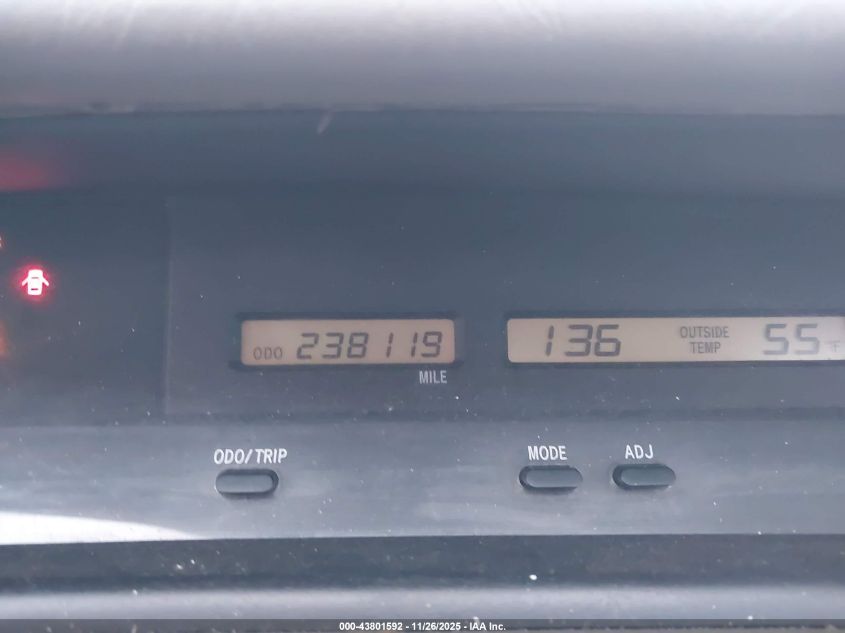 ODO 238119
MILE
136 OUTSIDE TEMP 55 °F
ODO/TRIP
MODE
ADJ
000-43801592 - 11/26/2025 - IAA Inc.